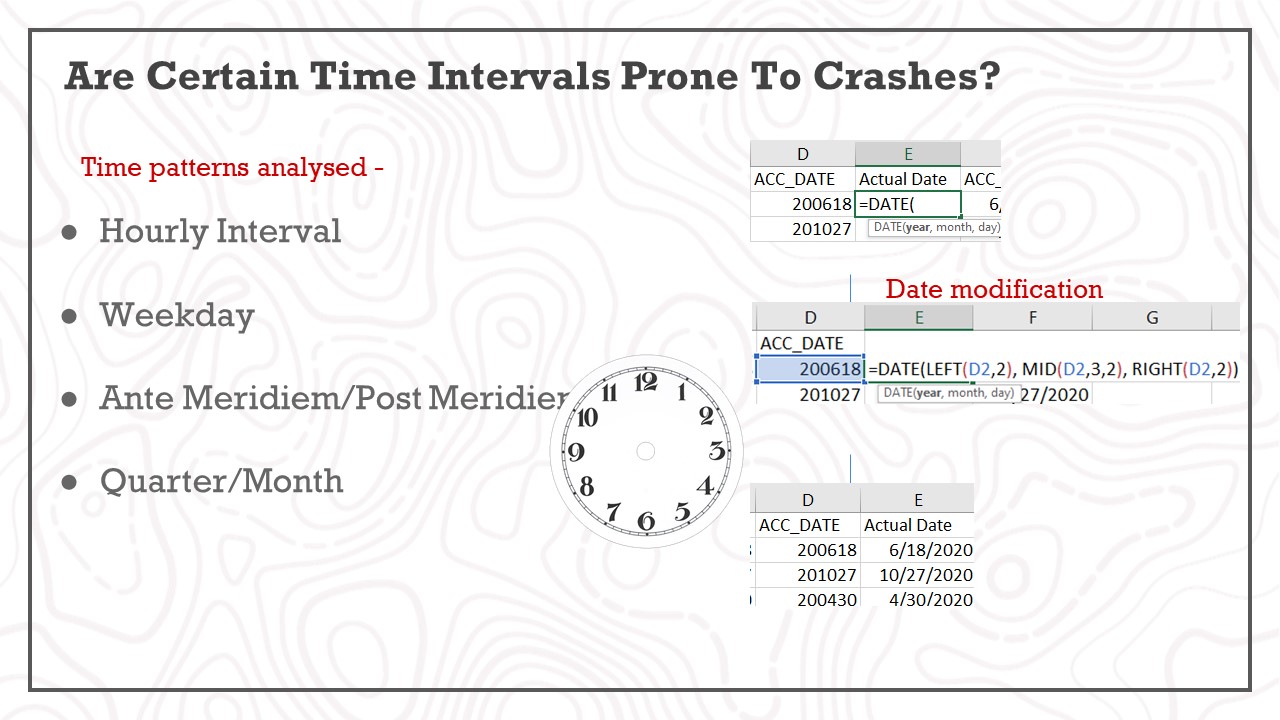 Are Certain Time Intervals Prone To Crashes?
Time patterns analysed -
● Hourly Interval
● Weekday
● Ante Meridiem/Post Meridie
● Quarter/Month
12
1
2
3
4
5
6
7
8
9
10
11
D E
ACC_DATE Actual Date ACC_
200618 =DATE( 6/
201027 DATE(year, month, day)
Date modification
D E F G
ACC_DATE
200618 =DATE(LEFT(D2,2), MID(D2,3,2), RIGHT(D2,2))
201027 DATE(year, month, day) 27/2020
D E
ACC_DATE Actual Date
200618 6/18/2020
201027 10/27/2020
200430 4/30/2020